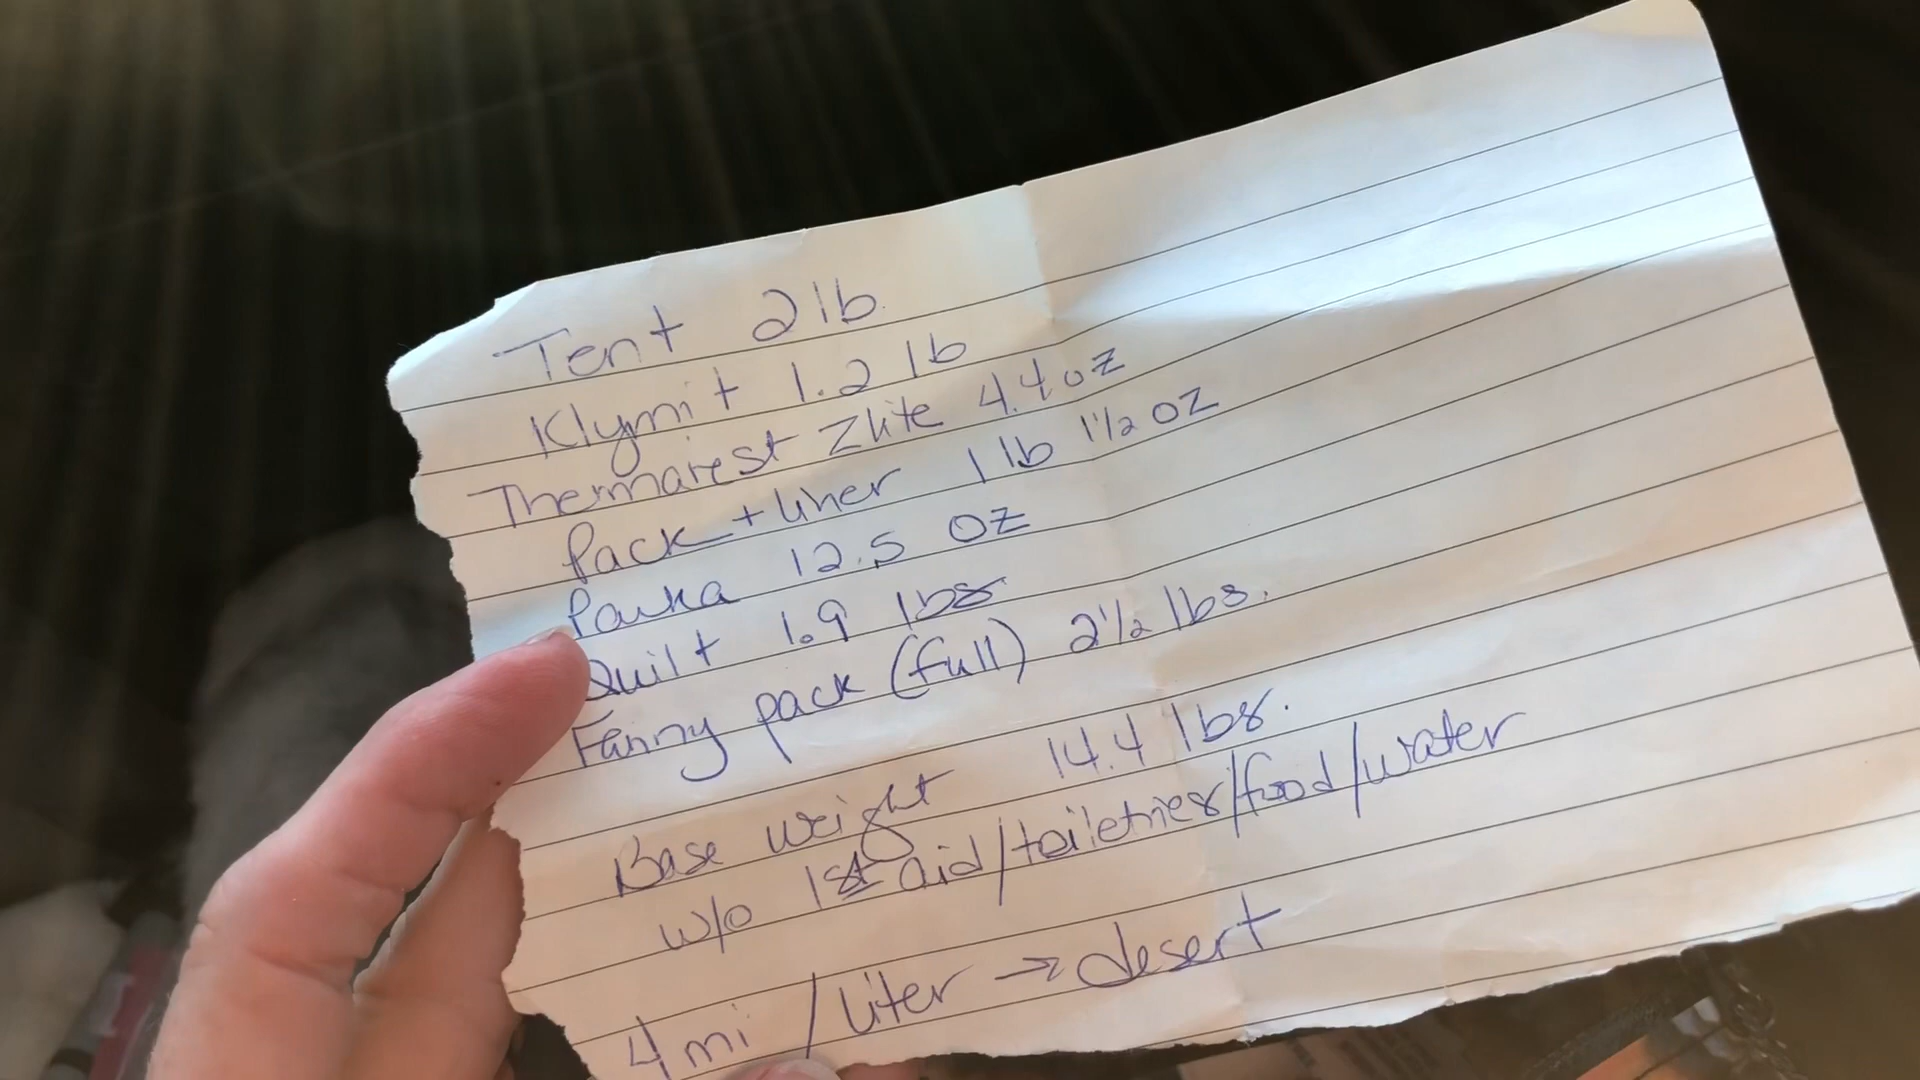 Tent 2lb.
Klymit 1.2 lb
Thermarest Zlite 4.4oz
Pack + liner 1 lb 1½ oz
Parka 12.5 oz
Quilt 1.9 lbs
Fanny pack (full) 2½ lbs.
Base weight 14.4 lbs.
w/o 1st aid/toiletries/food/water
4 mi / liter → desert